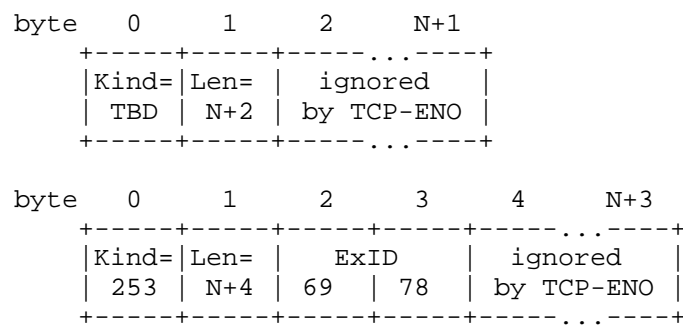 byte    0     1     2      N+1
     +-----+-----+-----...----+
     |Kind=|Len= |  ignored   |
     | TBD | N+2 | by TCP-ENO |
     +-----+-----+-----...----+

byte    0     1     2     3     4      N+3
     +-----+-----+-----+-----+-----...----+
     |Kind=|Len= |   ExID    |  ignored   |
     | 253 | N+4 | 69  | 78  | by TCP-ENO |
     +-----+-----+-----+-----+-----...----+